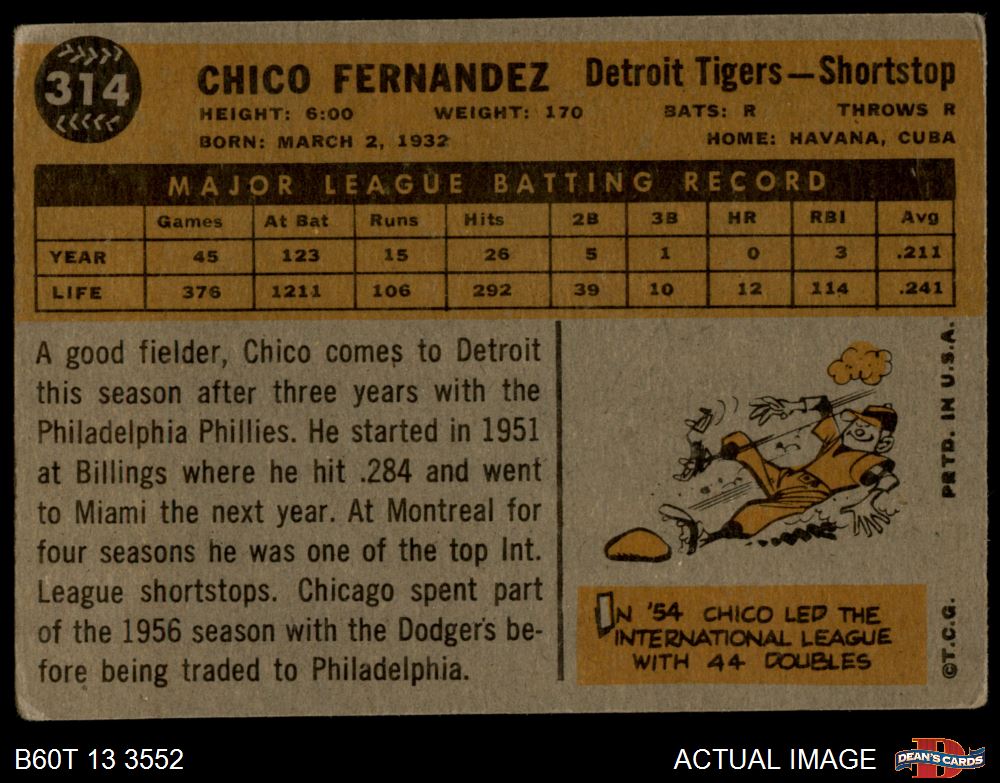 314
CHICO FERNANDEZ Detroit Tigers—Shortstop
HEIGHT: 6:00 WEIGHT: 170 BATS: R THROWS R
BORN: MARCH 2, 1932 HOME: HAVANA, CUBA
MAJOR LEAGUE BATTING RECORD
Games At Bat Runs Hits 2B 3B HR RBI Avg
YEAR 45 123 15 26 5 1 0 3 .211
LIFE 376 1211 106 292 39 10 12 114 .241
A good fielder, Chico comes to Detroit
this season after three years with the
Philadelphia Phillies. He started in 1951
at Billings where he hit .284 and went
to Miami the next year. At Montreal for
four seasons he was one of the top Int.
League shortstops. Chicago spent part
of the 1956 season with the Dodgers be-
fore being traded to Philadelphia.
IN '54 CHICO LED THE
INTERNATIONAL LEAGUE
WITH 44 DOUBLES
©T.C.G. PRTD. IN U.S.A.
B60T 13 3552 ACTUAL IMAGE
D
DEAN'S CARDS